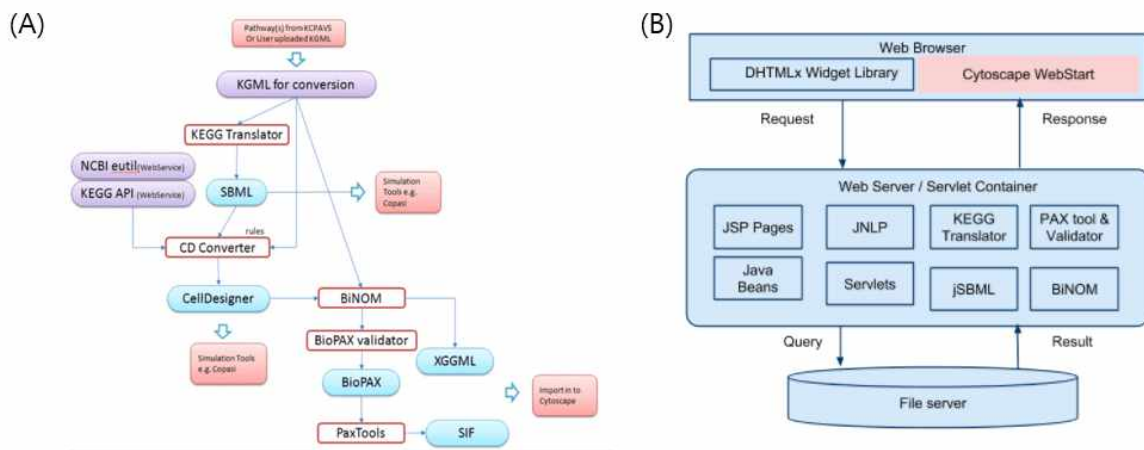 (A)
Pathway(s) from KCPAVS
Or User uploaded KGML
KGML for conversion
KEGG Translator
NCBI eutil(WebService)
KEGG API (WebService)
SBML
Simulation
Tools e.g.
Copasi
rules
CD Converter
CellDesigner
BiNOM
Simulation Tools
e.g. Copasi
BioPAX validator
XGGML
BioPAX
Import in to
Cytoscape
PaxTools
SIF
(B)
Web Browser
DHTMLx Widget Library
Cytoscape WebStart
Request
Response
Web Server / Servlet Container
JSP Pages
JNLP
KEGG
Translator
PAX tool &
Validator
Java
Beans
Servlets
jSBML
BiNOM
Query
Result
File server